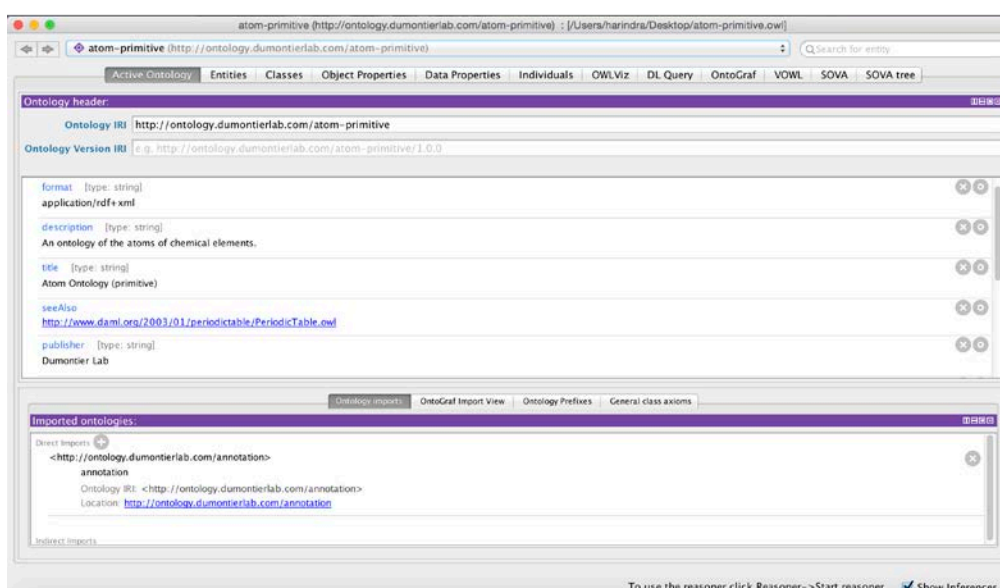 atom-primitive (http://ontology.dumontierlab.com/atom-primitive) : [/Users/harindra/Desktop/atom-primitive.owl]
atom-primitive (http://ontology.dumontierlab.com/atom-primitive) Search for entity
Active Ontology Entities Classes Object Properties Data Properties Individuals OWLViz DL Query OntoGraf VOWL SOVA SOVA tree
Ontology header:
Ontology IRI http://ontology.dumontierlab.com/atom-primitive
Ontology Version IRI e.g. http://ontology.dumontierlab.com/atom-primitive/1.0.0
format [type: string]
application/rdf+xml
description [type: string]
An ontology of the atoms of chemical elements.
title [type: string]
Atom Ontology (primitive)
seeAlso
http://www.daml.org/2003/01/periodictable/PeriodicTable.owl
publisher [type: string]
Dumontier Lab
Ontology imports OntoGraf Import View Ontology Prefixes General class axioms
Imported ontologies:
Direct Imports
<http://ontology.dumontierlab.com/annotation>
annotation
Ontology IRI: <http://ontology.dumontierlab.com/annotation>
Location: http://ontology.dumontierlab.com/annotation
Indirect Imports
To use the reasoner click Reasoner->Start reasoner Show Inferences